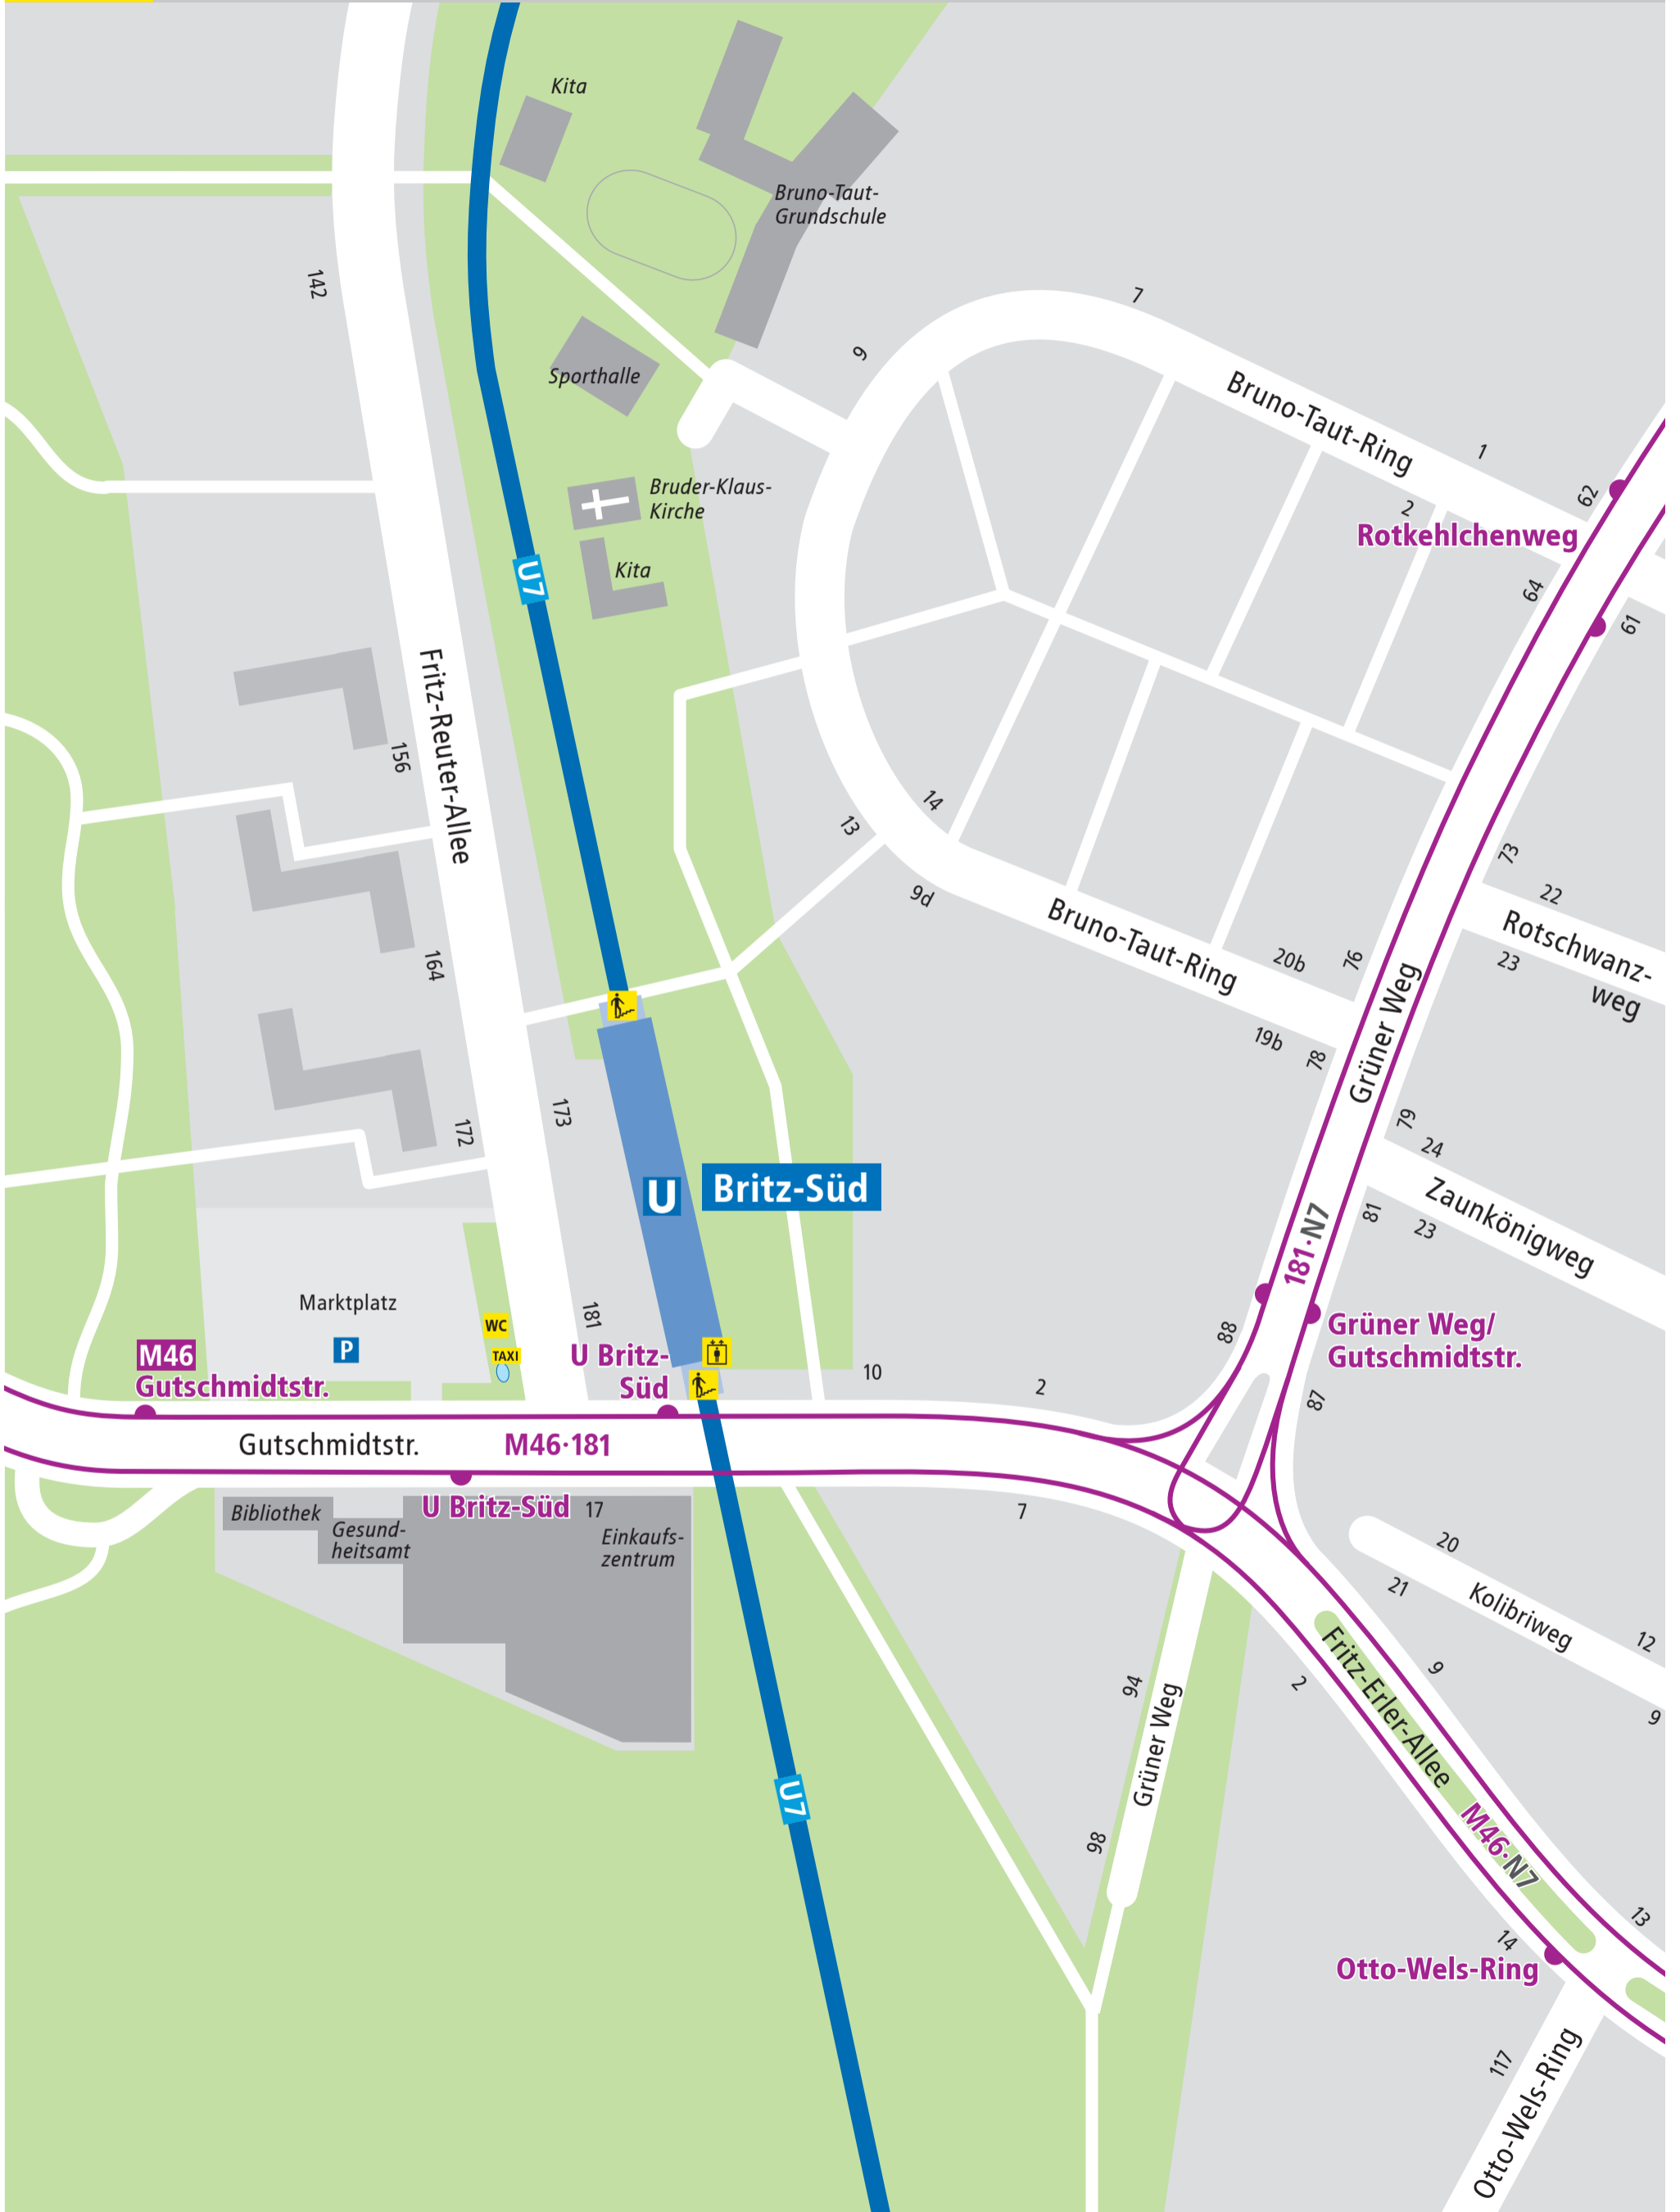 Kita
Bruno-Taut-
Grundschule
142
7
9
Sporthalle
Bruno-Taut-Ring
1
62
2
Rotkehlchenweg
Bruder-Klaus-
Kirche
Kita
U7
64
61
Fritz-Reuter-Allee
156
14
13
73
22
9d
Rotschwanz-
weg
Bruno-Taut-Ring
20b
76
23
164
Grüner Weg
19b
78
173
172
79
24
U
Britz-Süd
Zaunkönigweg
81
23
181·N7
Marktplatz
181
WC
88
Grüner Weg/
Gutschmidtstr.
P
TAXI
M46
Gutschmidtstr.
U Britz-
Süd
10
2
87
Gutschmidtstr.
M46·181
U Britz-Süd
17
7
Bibliothek
Gesund-
heitsamt
Einkaufs-
zentrum
20
21
Kolibriweg
12
9
9
2
94
Fritz-Erler-Allee
Grüner Weg
U7
98
M46·N7
13
14
Otto-Wels-Ring
117
Otto-Wels-Ring